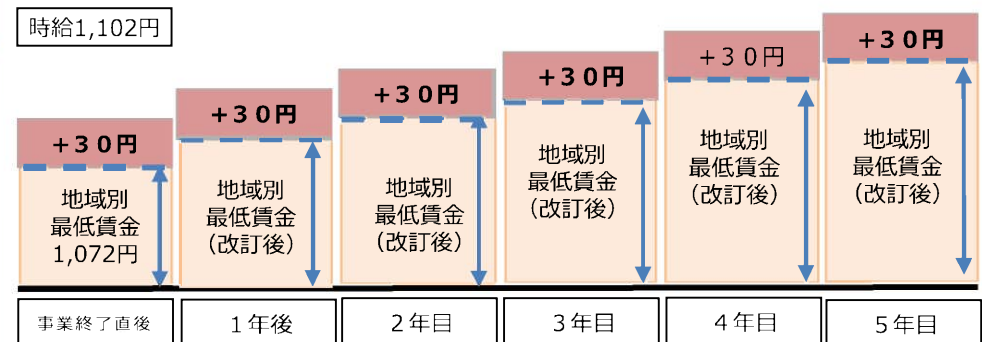 時給1,102円
+30円
地域別
最低賃金
1,072円
事業終了直後
+30円
地域別
最低賃金
(改訂後)
1年後
+30円
地域別
最低賃金
(改訂後)
2年目
+30円
地域別
最低賃金
(改訂後)
3年目
+30円
地域別
最低賃金
(改訂後)
4年目
+30円
地域別
最低賃金
(改訂後)
5年目